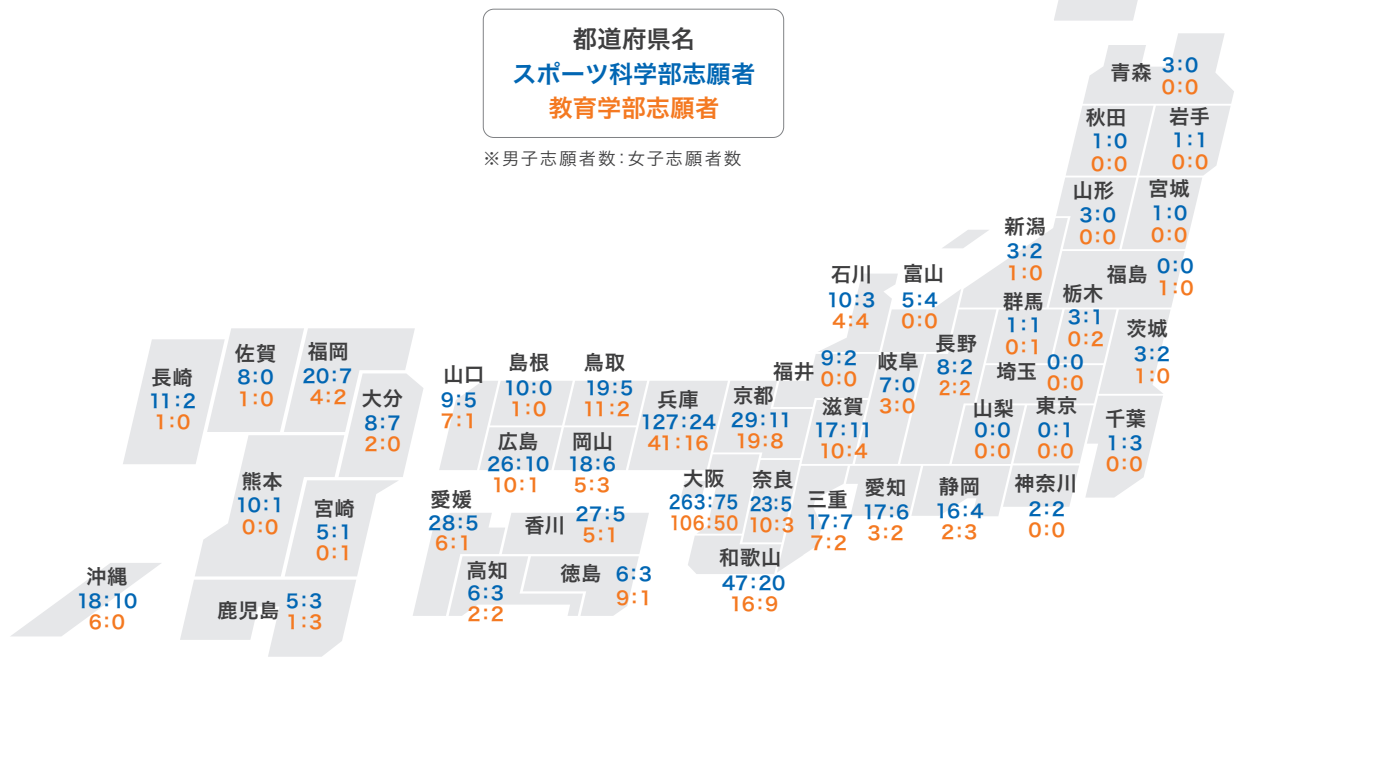 都道府県名
スポーツ科学部志願者
教育学部志願者
※男子志願者数:女子志願者数
青森
3:0
0:0
秋田
1:0
0:0
岩手
1:1
0:0
山形
3:0
0:0
宮城
1:0
0:0
新潟
3:2
1:0
福島
0:0
1:0
石川
10:3
4:4
富山
5:4
0:0
群馬
1:1
0:1
栃木
3:1
0:2
茨城
3:2
1:0
長野
8:2
2:2
埼玉
0:0
0:0
福井
9:2
0:0
岐阜
7:0
3:0
山梨
0:0
0:0
東京
0:1
0:0
千葉
1:3
0:0
神奈川
2:2
0:0
静岡
16:4
2:3
愛知
17:6
3:2
三重
17:7
7:2
滋賀
17:11
10:4
京都
29:11
19:8
兵庫
127:24
41:16
大阪
263:75
106:50
奈良
23:5
10:3
和歌山
47:20
16:9
鳥取
19:5
11:2
島根
10:0
1:0
岡山
18:6
5:3
広島
26:10
10:1
山口
9:5
7:1
愛媛
28:5
6:1
香川
27:5
5:1
高知
6:3
2:2
徳島
6:3
9:1
福岡
20:7
4:2
佐賀
8:0
1:0
長崎
11:2
1:0
大分
8:7
2:0
熊本
10:1
0:0
宮崎
5:1
0:1
鹿児島
5:3
1:3
沖縄
18:10
6:0